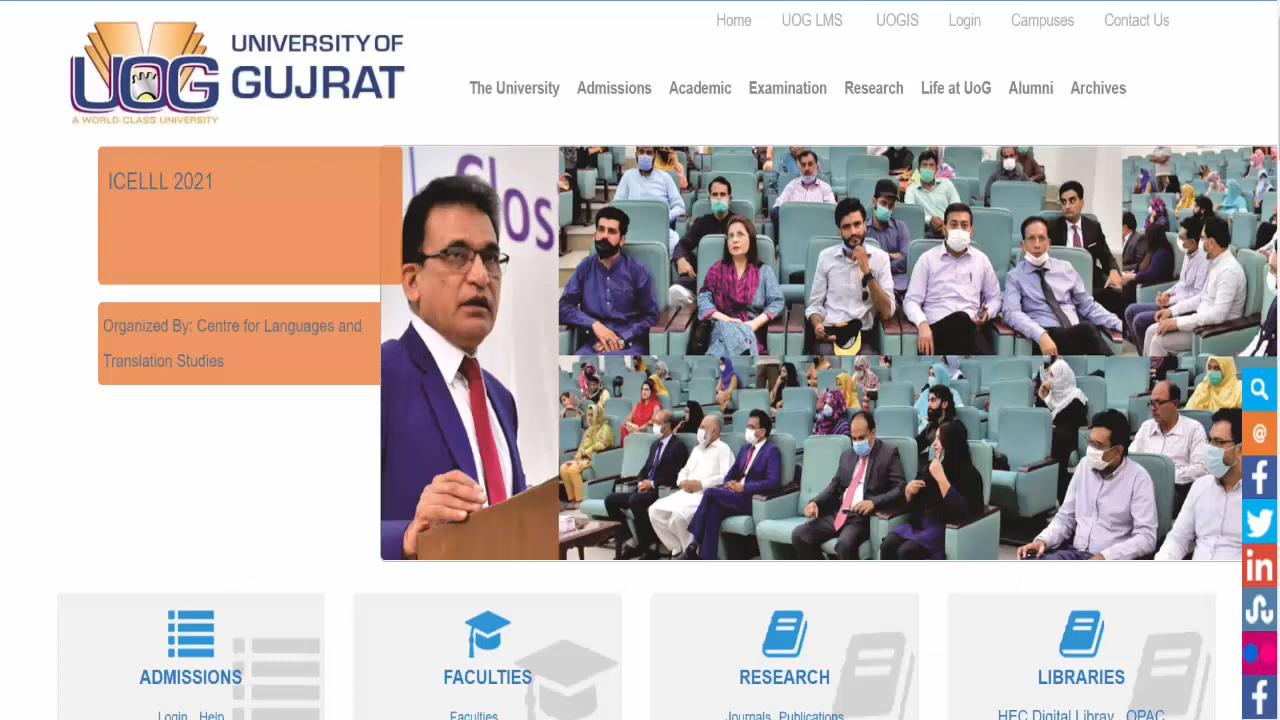 Home UOG LMS UOGIS Login Campuses Contact Us
UNIVERSITY OF
GUJRAT
UOG
A WORLD CLASS UNIVERSITY
The University Admissions Academic Examination Research Life at UoG Alumni Archives
ICELLL 2021
Organized By: Centre for Languages and
Translation Studies
Clos
ADMISSIONS
Login Help
FACULTIES
Faculties
RESEARCH
Journals Publications
LIBRARIES
HEC Digital Libray OPAC